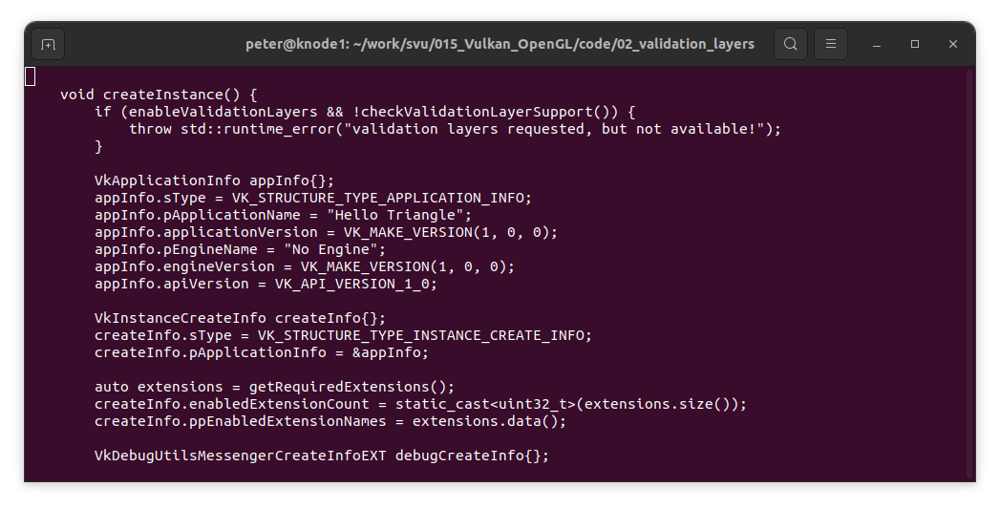 peter@knode1: ~/work/svu/015_Vulkan_OpenGL/code/02_validation_layers
void createInstance() {
if (enableValidationLayers && !checkValidationLayerSupport()) {
throw std::runtime_error("validation layers requested, but not available!");
}
VkApplicationInfo appInfo{};
appInfo.sType = VK_STRUCTURE_TYPE_APPLICATION_INFO;
appInfo.pApplicationName = "Hello Triangle";
appInfo.applicationVersion = VK_MAKE_VERSION(1, 0, 0);
appInfo.pEngineName = "No Engine";
appInfo.engineVersion = VK_MAKE_VERSION(1, 0, 0);
appInfo.apiVersion = VK_API_VERSION_1_0;
VkInstanceCreateInfo createInfo{};
createInfo.sType = VK_STRUCTURE_TYPE_INSTANCE_CREATE_INFO;
createInfo.pApplicationInfo = &appInfo;
auto extensions = getRequiredExtensions();
createInfo.enabledExtensionCount = static_cast<uint32_t>(extensions.size());
createInfo.ppEnabledExtensionNames = extensions.data();
VkDebugUtilsMessengerCreateInfoEXT debugCreateInfo{};